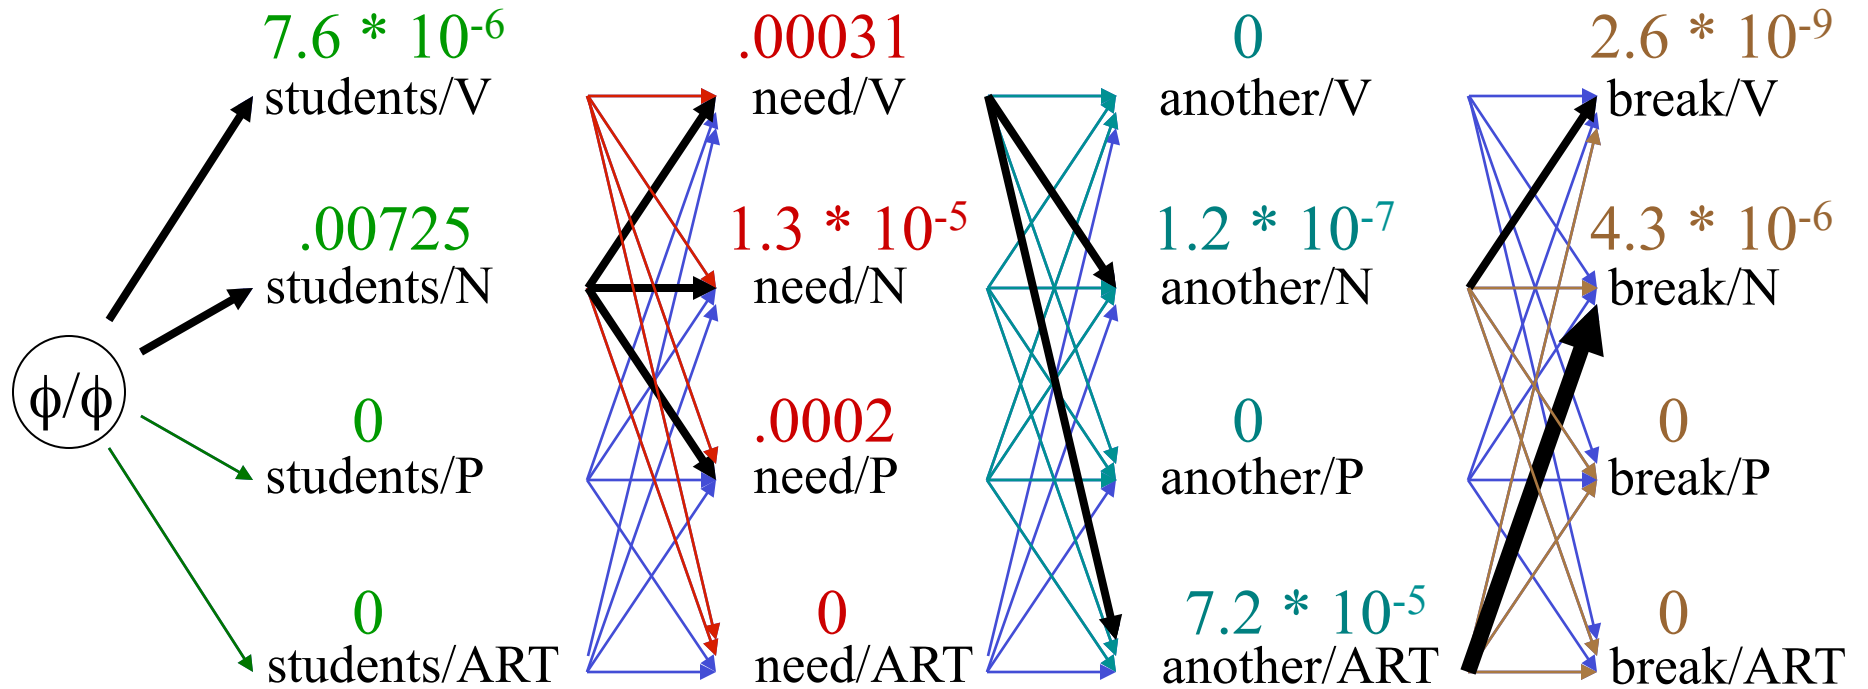 7.6 * 10-6 .00031 0 2.6 * 10-9
students/V need/V another/V break/V
.00725 1.3 * 10-5 1.2 * 10-7 4.3 * 10-6
students/N need/N another/N break/N
ϕ/ϕ
0 .0002 0 0
students/P need/P another/P break/P
0 0 7.2 * 10-5 0
students/ART need/ART another/ART break/ART